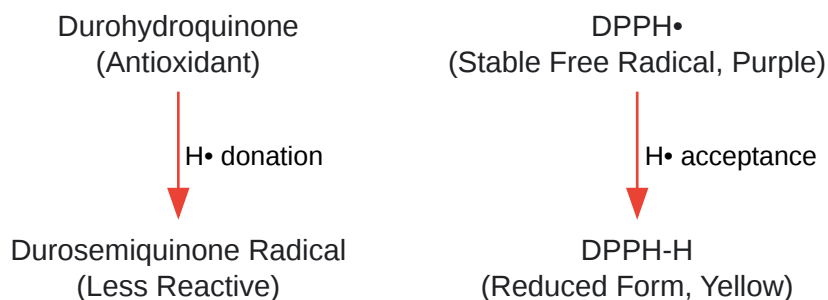 Durohydroquinone
(Antioxidant)
H• donation
Durosemiquinone Radical
(Less Reactive)
DPPH•
(Stable Free Radical, Purple)
H• acceptance
DPPH-H
(Reduced Form, Yellow)